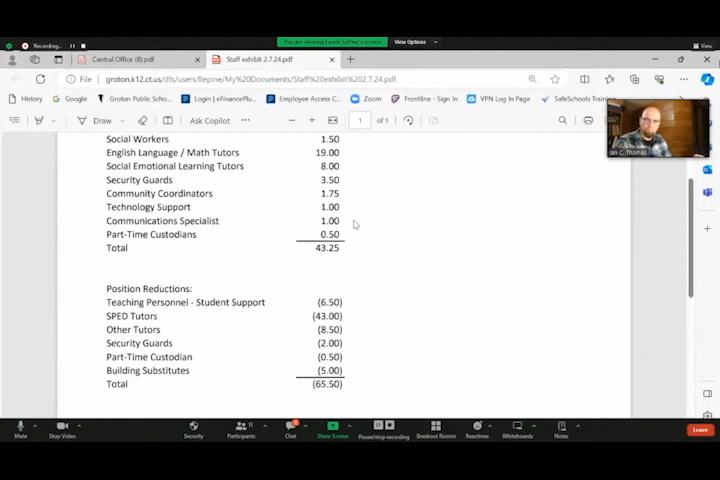 Recording...
You are viewing Laurie LePine's screen
View Options
View
Central Office (8).pdf
Staff exhibit 2.7.24.pdf
File
groton.k12.ct.us/dfs/users/llepine/My%20Documents/Staff%20exhibit%202.7.24.pdf
History
Google
Groton Public Scho...
Login | eFinancePlu...
Employee Access C...
Zoom
Frontline - Sign In
VPN Log In Page
SafeSchools Training
Draw
Ask Copilot
1
of 1
Ian C. Thomas
Social Workers 1.50
English Language / Math Tutors 19.00
Social Emotional Learning Tutors 8.00
Security Guards 3.50
Community Coordinators 1.75
Technology Support 1.00
Communications Specialist 1.00
Part-Time Custodians 0.50
Total 43.25
Position Reductions:
Teaching Personnel - Student Support (6.50)
SPED Tutors (43.00)
Other Tutors (8.50)
Security Guards (2.00)
Part-Time Custodian (0.50)
Building Substitutes (5.00)
Total (65.50)
Mute
Stop Video
Security
Participants
Chat
Share Screen
Pause/stop recording
Breakout Rooms
Reactions
Whiteboards
Notes
Leave